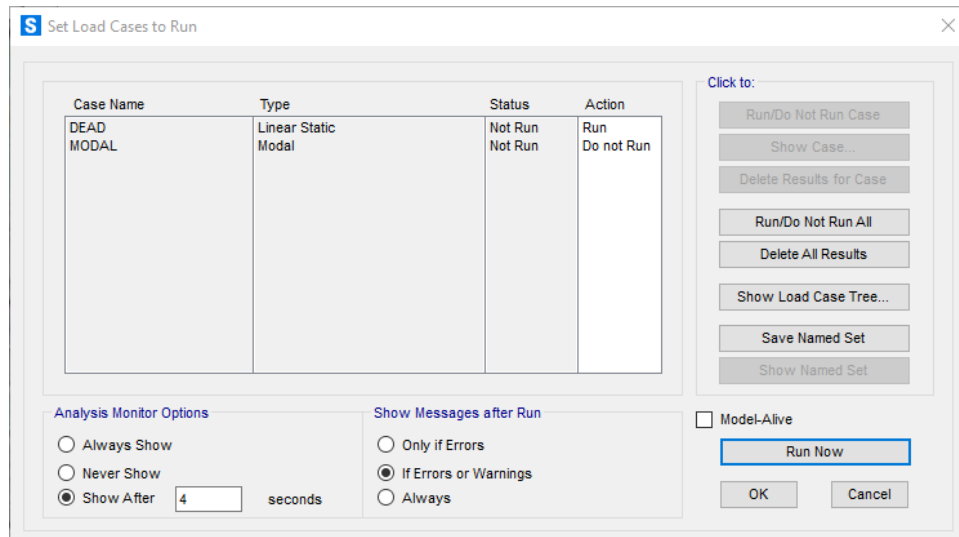 S Set Load Cases to Run
Click to:
Case Name Type Status Action
DEAD Linear Static Not Run Run
MODAL Modal Not Run Do not Run
Run/Do Not Run Case
Show Case...
Delete Results for Case
Run/Do Not Run All
Delete All Results
Show Load Case Tree...
Save Named Set
Show Named Set
Analysis Monitor Options
Always Show
Never Show
Show After 4 seconds
Show Messages after Run
Only if Errors
If Errors or Warnings
Always
Model-Alive
Run Now
OK Cancel